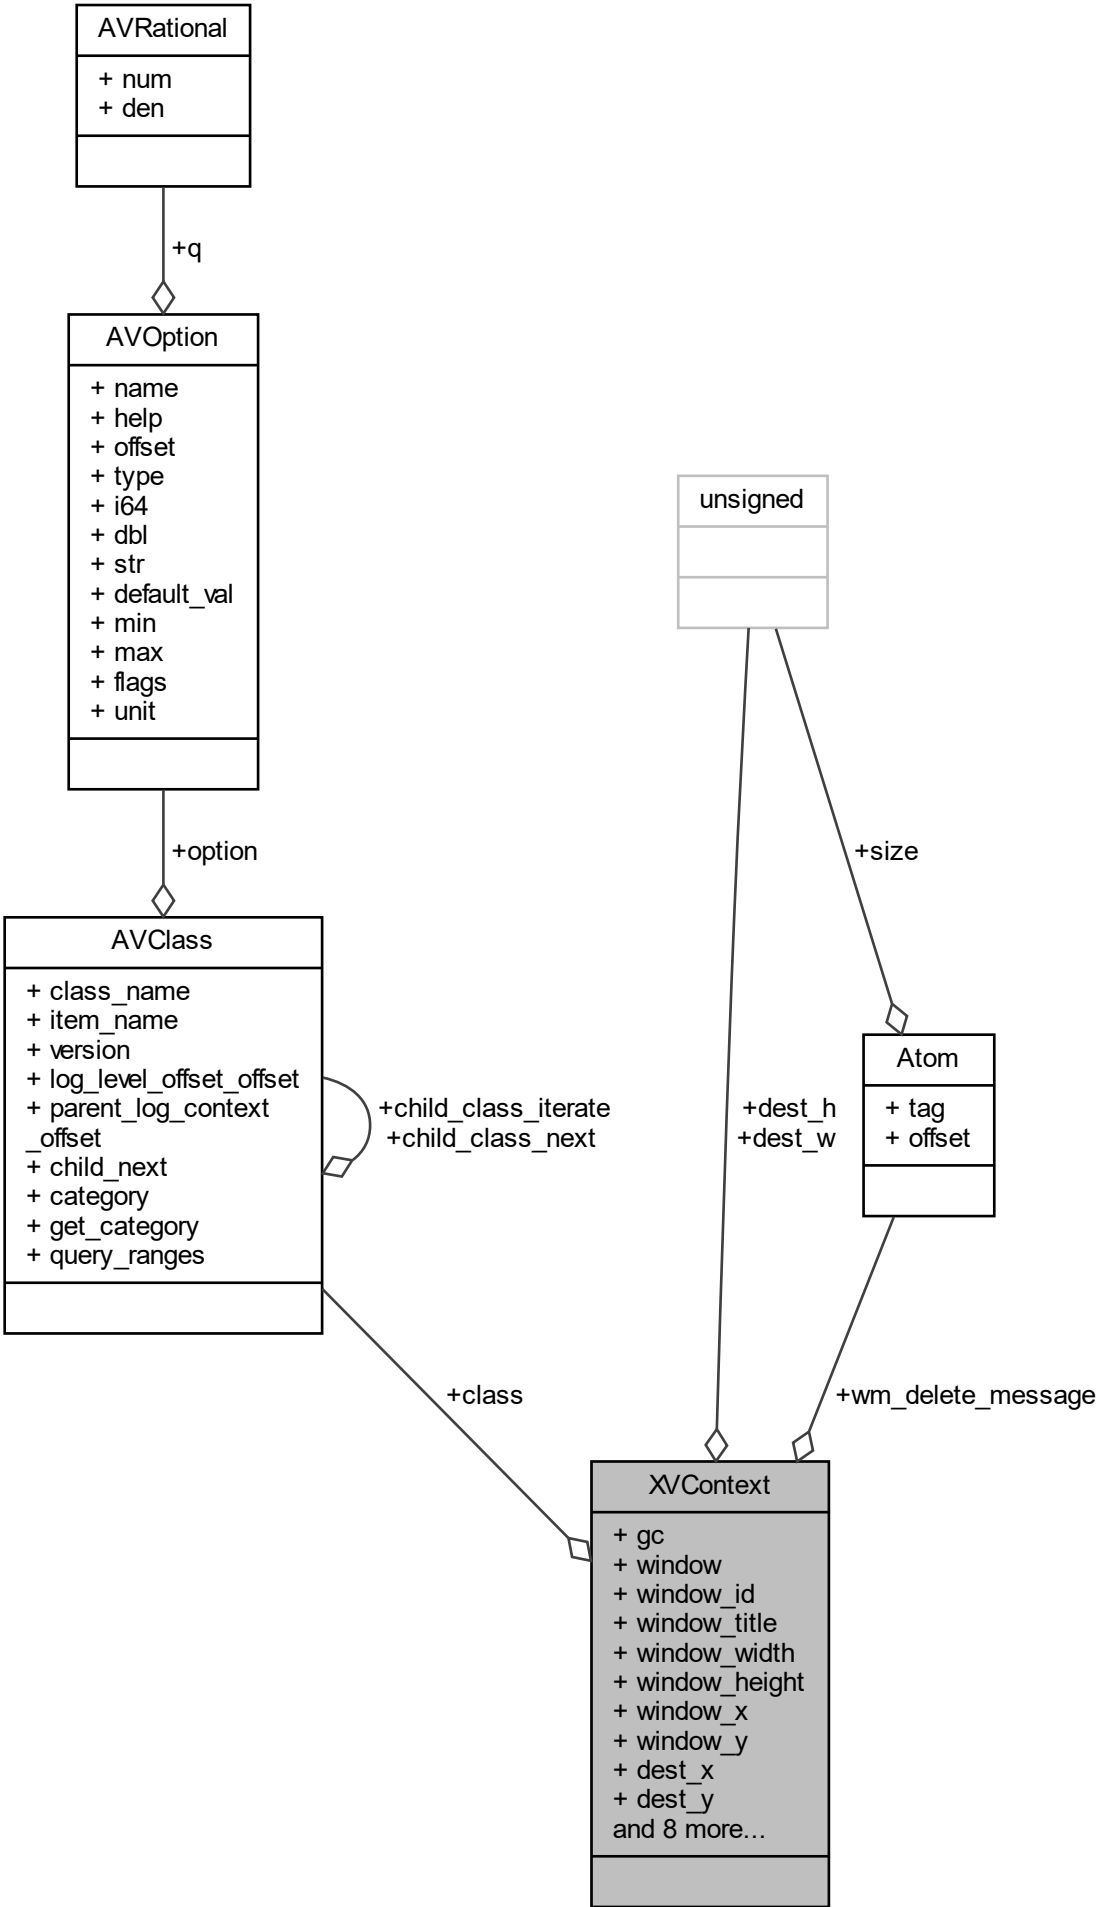 AVRational
+ num
+ den
+q
AVOption
+ name
+ help
+ offset
+ type
+ i64
+ dbl
+ str
+ default_val
+ min
+ max
+ flags
+ unit
unsigned
+option
+size
AVClass
+ class_name
+ item_name
+ version
+ log_level_offset_offset
+ parent_log_context
_offset
+ child_next
+ category
+ get_category
+ query_ranges
+child_class_iterate
+child_class_next
+dest_h
+dest_w
Atom
+ tag
+ offset
+class
+wm_delete_message
XVContext
+ gc
+ window
+ window_id
+ window_title
+ window_width
+ window_height
+ window_x
+ window_y
+ dest_x
+ dest_y
and 8 more...